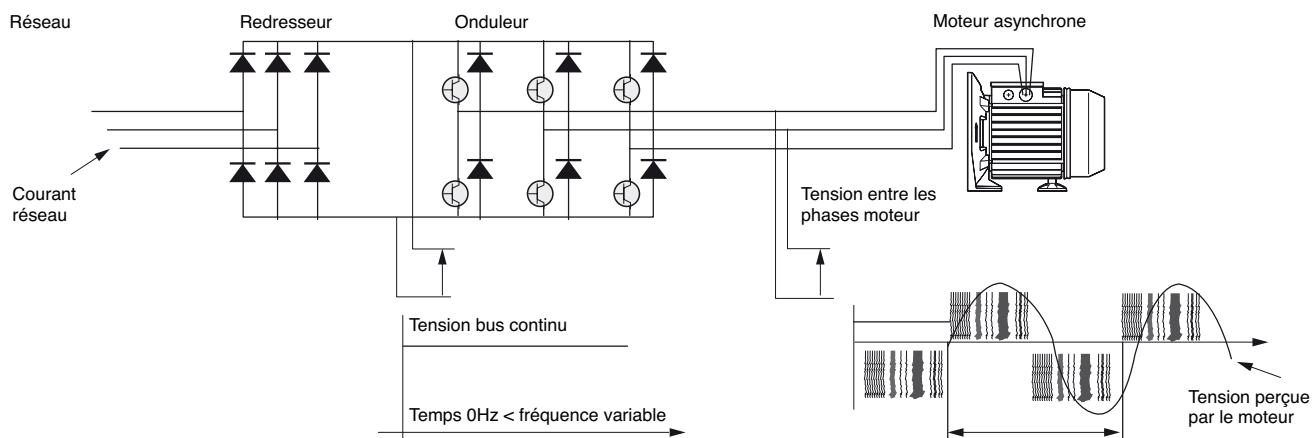 Réseau
Redresseur
Onduleur
Moteur asynchrone
Courant
réseau
Tension entre les
phases moteur
Tension bus continu
Temps 0Hz < fréquence variable
Tension perçue
par le moteur